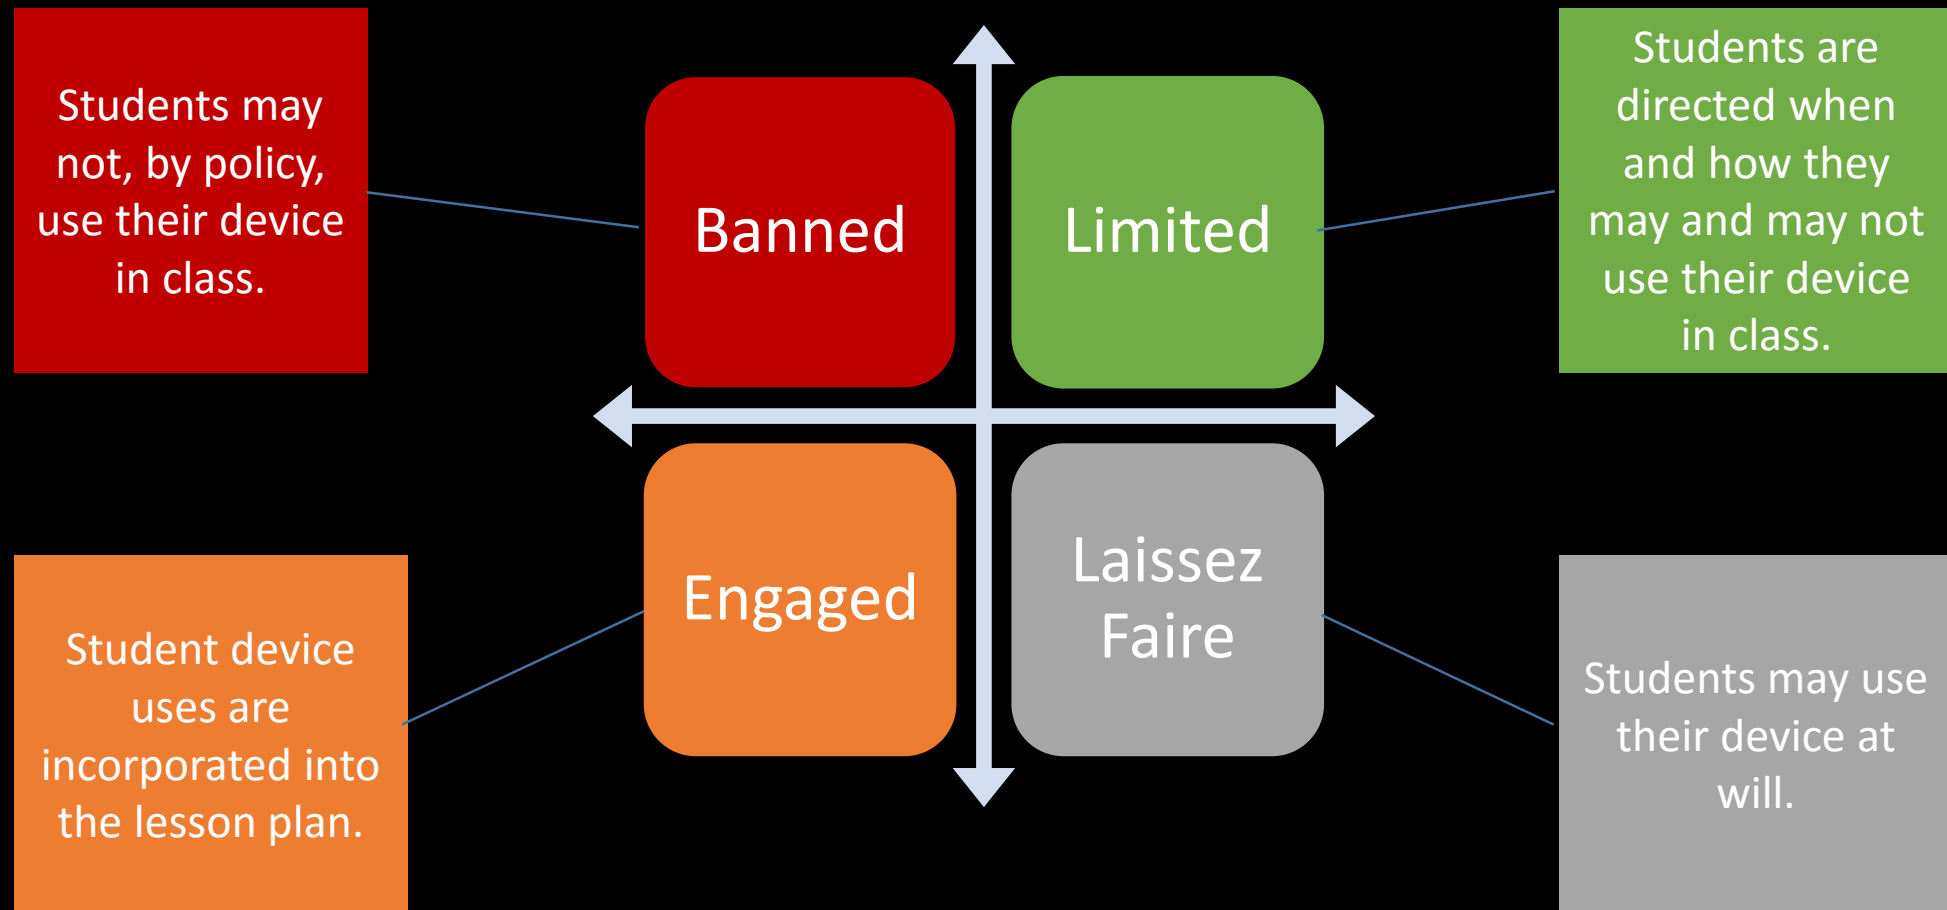 Students may
not, by policy,
use their device
in class.
Banned
Limited
Students are
directed when
and how they
may and may not
use their device
in class.
Student device
uses are
incorporated into
the lesson plan.
Engaged
Laissez
Faire
Students may use
their device at
will.